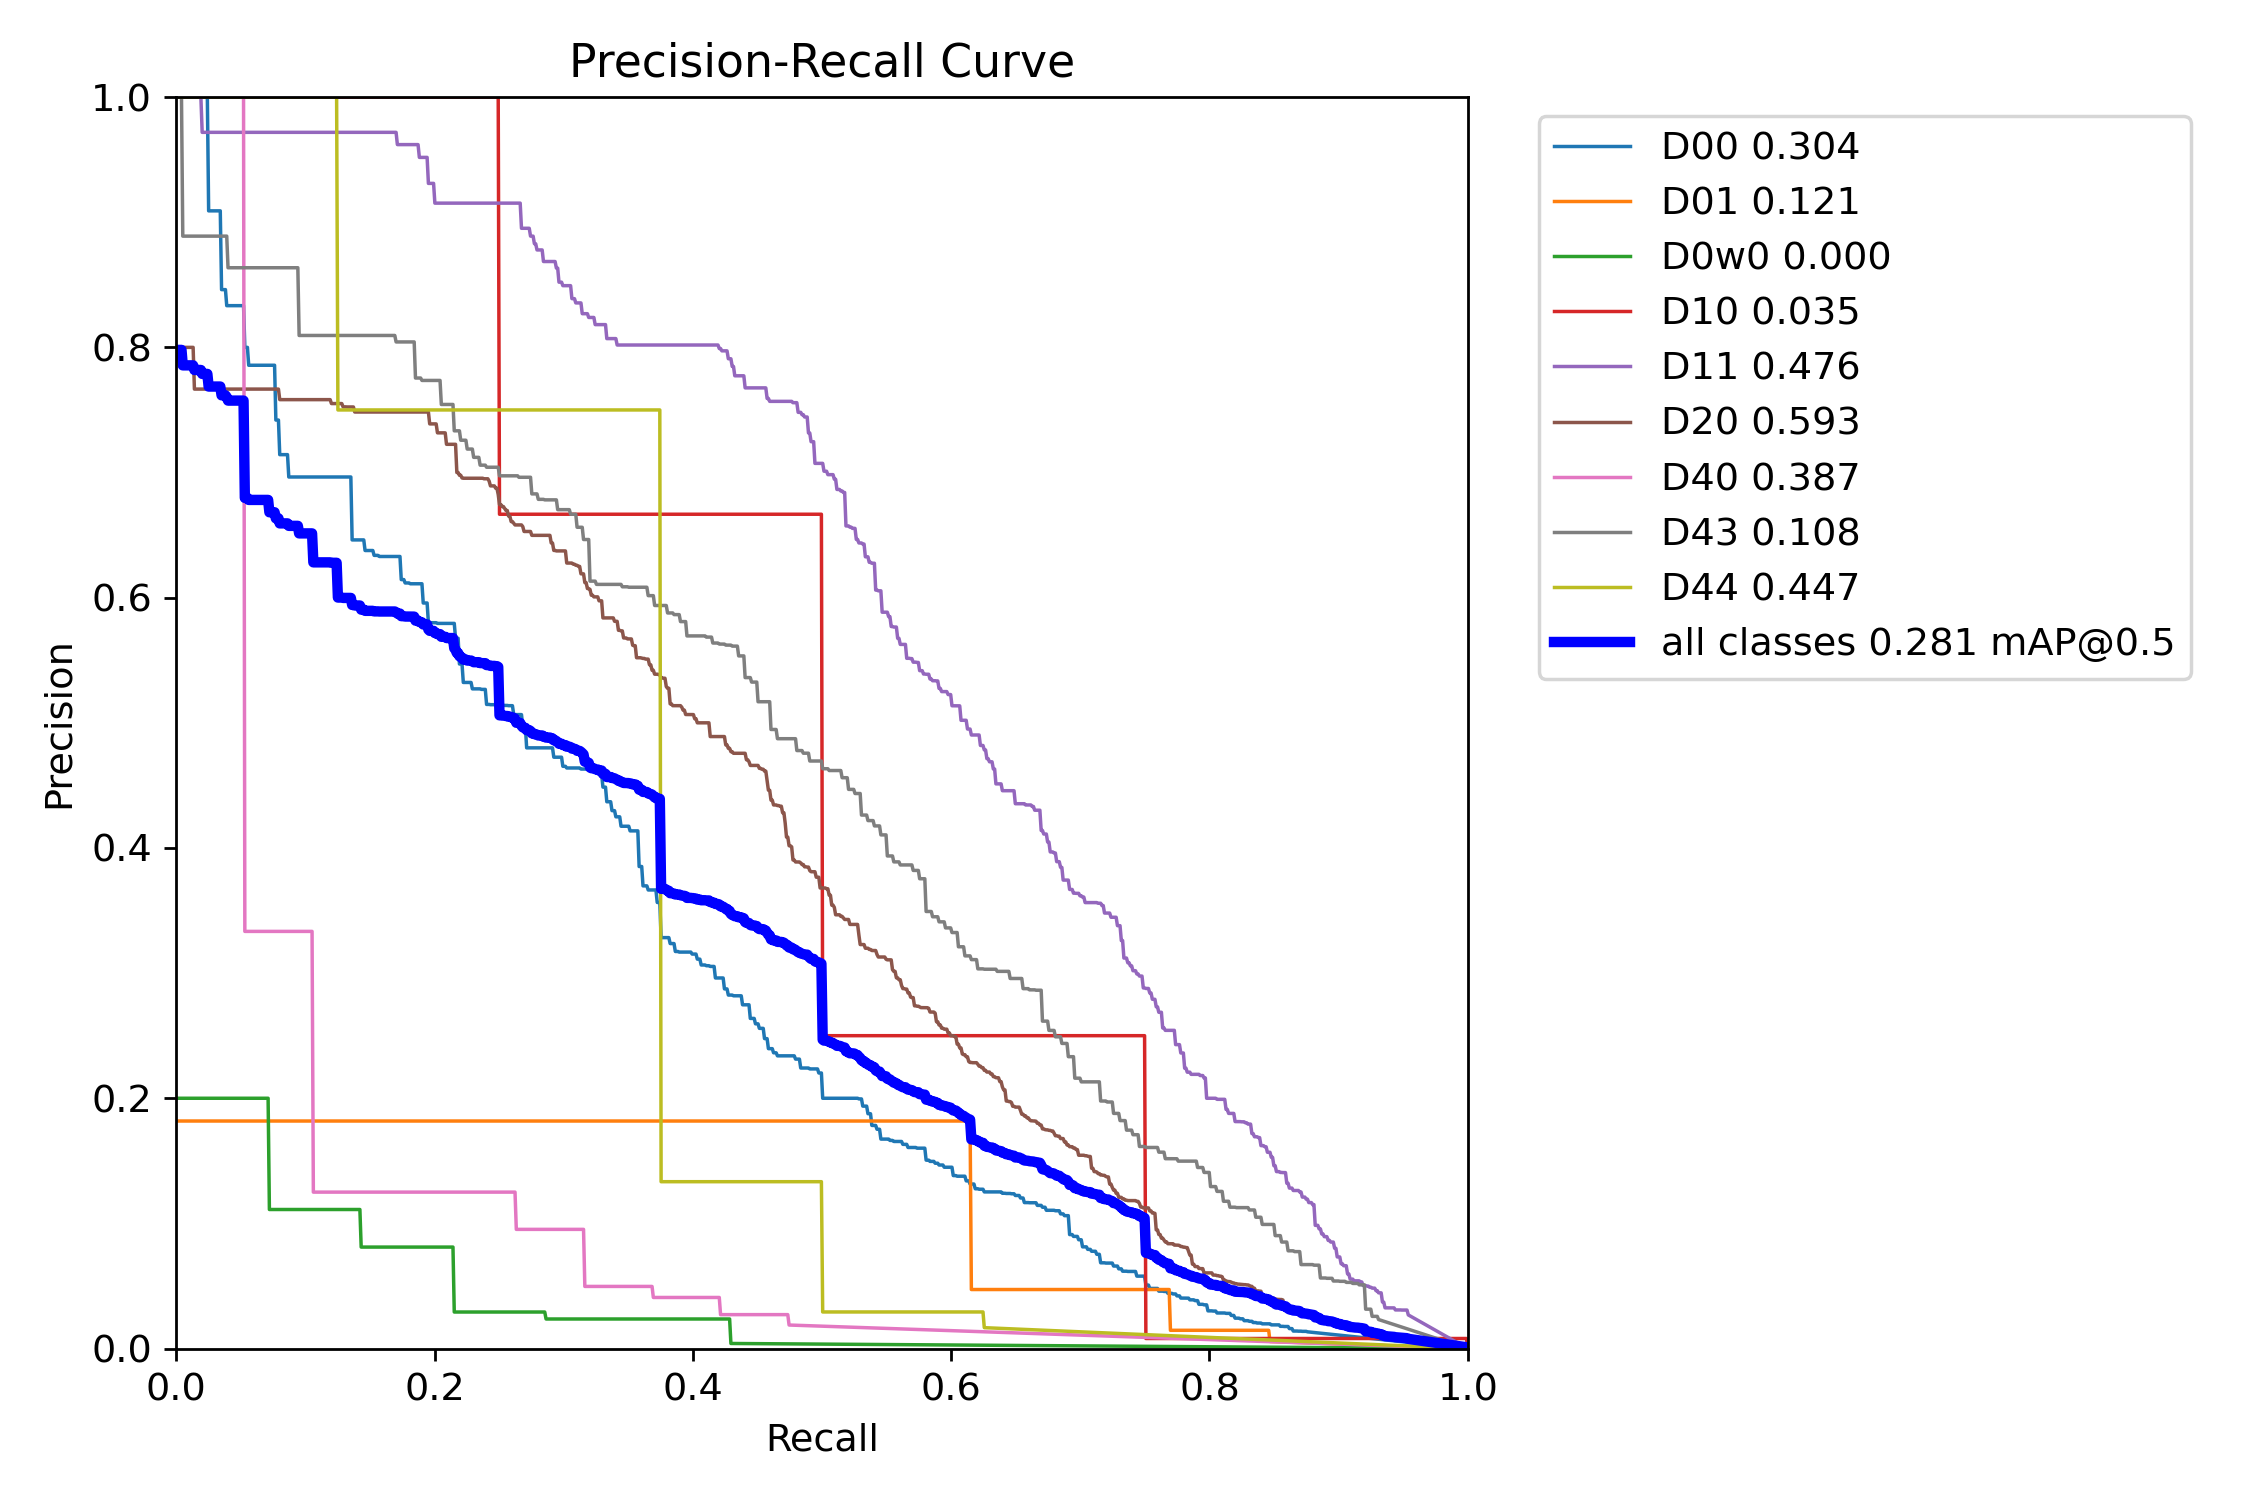 Precision-Recall Curve
1.0
0.8
0.6
0.4
0.2
0.0
Precision
0.0 0.2 0.4 0.6 0.8 1.0
Recall
D00 0.304
D01 0.121
D0w0 0.000
D10 0.035
D11 0.476
D20 0.593
D40 0.387
D43 0.108
D44 0.447
all classes 0.281 mAP@0.5